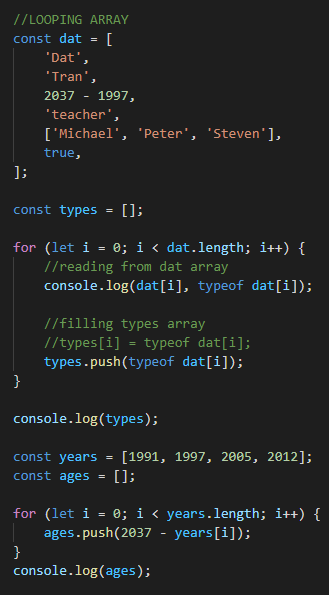 //LOOPING ARRAY
const dat = [
    'Dat',
    'Tran',
    2037 - 1997,
    'teacher',
    ['Michael', 'Peter', 'Steven'],
    true,
];

const types = [];

for (let i = 0; i < dat.length; i++) {
    //reading from dat array
    console.log(dat[i], typeof dat[i]);

    //filling types array
    //types[i] = typeof dat[i];
    types.push(typeof dat[i]);
}

console.log(types);

const years = [1991, 1997, 2005, 2012];
const ages = [];

for (let i = 0; i < years.length; i++) {
    ages.push(2037 - years[i]);
}
console.log(ages);